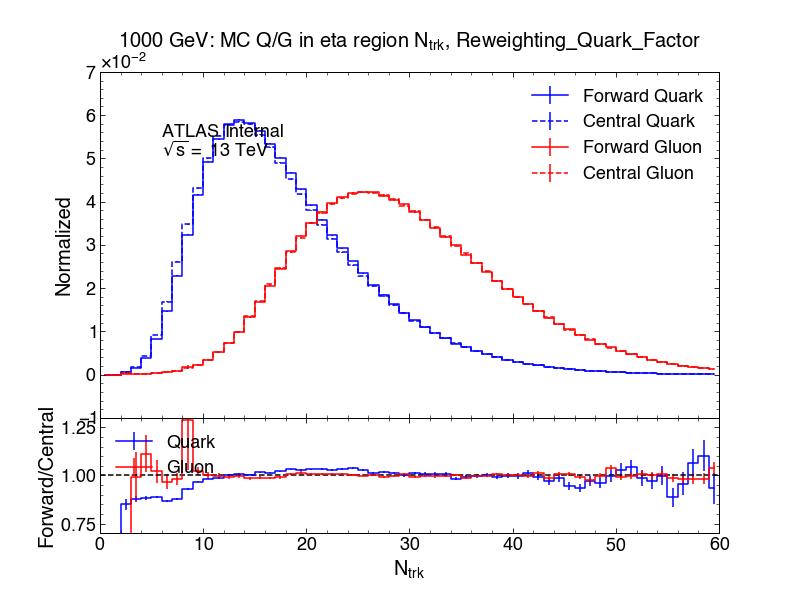 1000 GeV: MC Q/G in eta region N_trk, Reweighting_Quark_Factor
×10⁻²
7
6
5
4
3
2
1
0
−1
Normalized
ATLAS Internal
√s = 13 TeV
Forward Quark
Central Quark
Forward Gluon
Central Gluon
1.25
1.00
0.75
Forward/Central
Quark
Gluon
0 10 20 30 40 50 60
N_trk